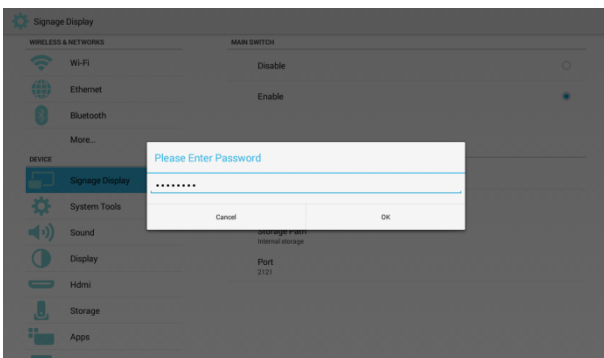 Signage Display
WIRELESS & NETWORKS
Wi-Fi
Ethernet
Bluetooth
More...
DEVICE
Signage Display
System Tools
Sound
Display
Hdmi
Storage
Apps
MAIN SWITCH
Disable
Enable
Please Enter Password
••••••••
Cancel
OK
Storage Path
Internal storage
Port
2121